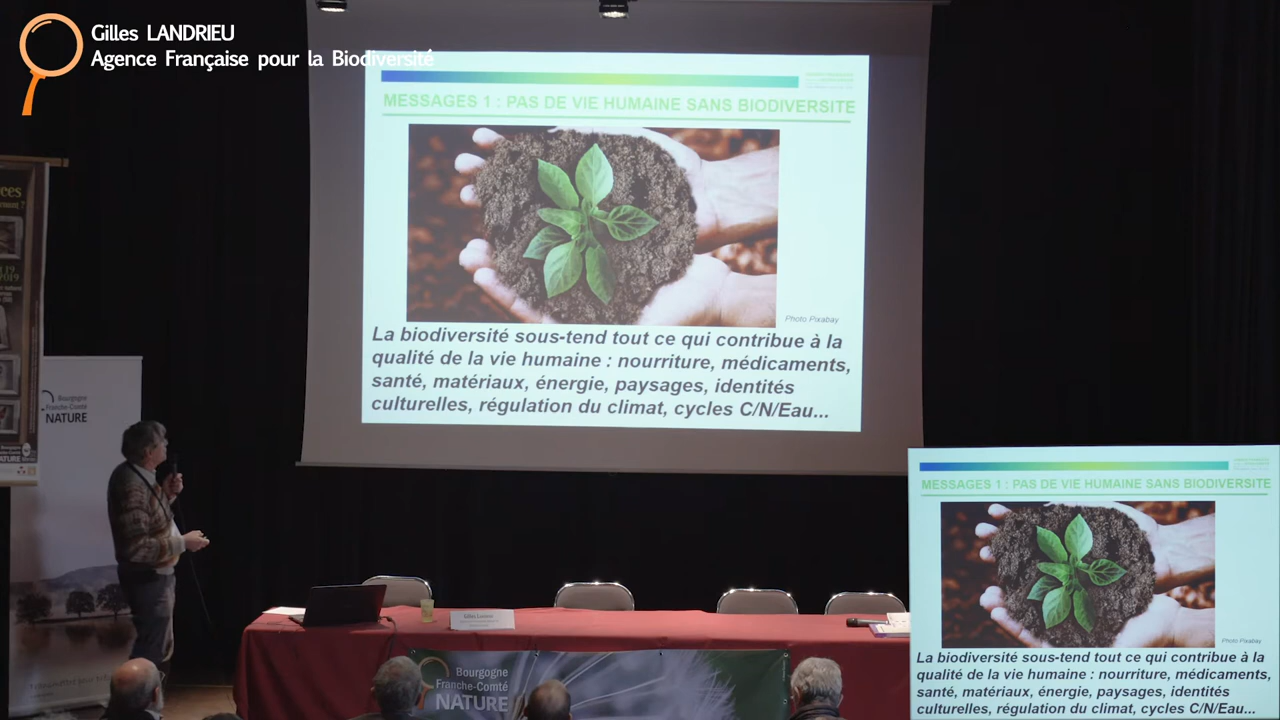 Gilles LANDRIEU
Agence Française pour la Biodiversité
MESSAGES 1 : PAS DE VIE HUMAINE SANS BIODIVERSITE
Photo Pixabay
La biodiversité sous-tend tout ce qui contribue à la
qualité de la vie humaine : nourriture, médicaments,
santé, matériaux, énergie, paysages, identités
culturelles, régulation du climat, cycles C/N/Eau...
Bourgogne
Franche-Comté
NATURE
Bourgogne
Franche-Comté
NATURE
MESSAGES 1 : PAS DE VIE HUMAINE SANS BIODIVERSITE
Photo Pixabay
La biodiversité sous-tend tout ce qui contribue à la
qualité de la vie humaine : nourriture, médicaments,
santé, matériaux, énergie, paysages, identités
culturelles, régulation du climat, cycles C/N/Eau...